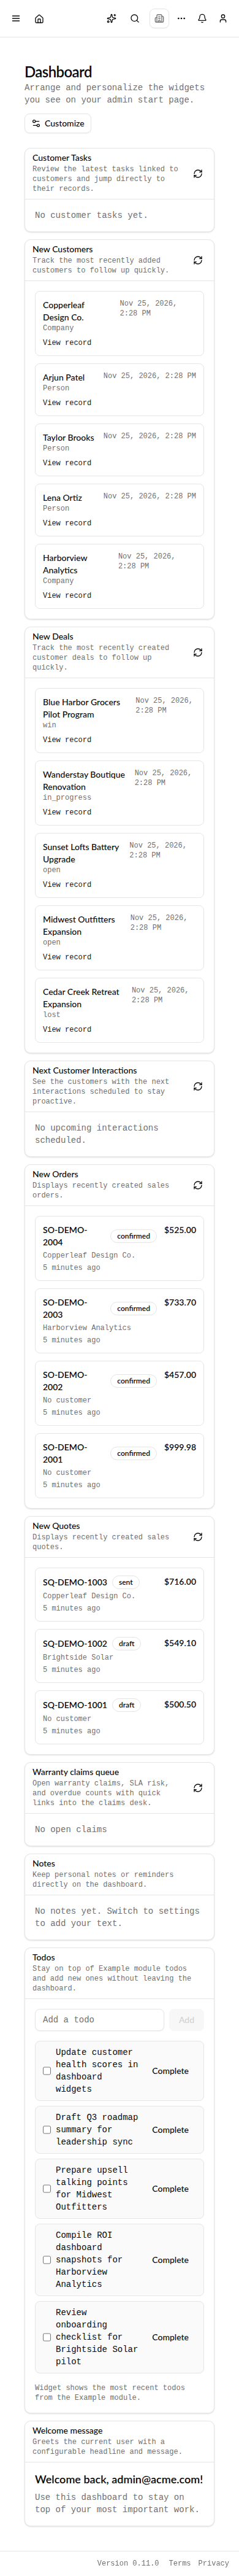 Dashboard
Arrange and personalize the widgets
you see on your admin start page.
Customize
Customer Tasks
Review the latest tasks linked to
customers and jump directly to
their records.
No customer tasks yet.
New Customers
Track the most recently added
customers to follow up quickly.
Copperleaf
Design Co.
Nov 25, 2026,
2:28 PM
Company
View record
Arjun Patel
Nov 25, 2026, 2:28 PM
Person
View record
Taylor Brooks
Nov 25, 2026, 2:28 PM
Person
View record
Lena Ortiz
Nov 25, 2026, 2:28 PM
Person
View record
Harborview
Analytics
Nov 25, 2026,
2:28 PM
Company
View record
New Deals
Track the most recently created
customer deals to follow up
quickly.
Blue Harbor Grocers
Pilot Program
Nov 25, 2026,
2:28 PM
win
View record
Wanderstay Boutique
Renovation
Nov 25, 2026,
2:28 PM
in_progress
View record
Sunset Lofts Battery
Upgrade
Nov 25, 2026,
2:28 PM
open
View record
Midwest Outfitters
Expansion
Nov 25, 2026,
2:28 PM
open
View record
Cedar Creek Retreat
Expansion
Nov 25, 2026,
2:28 PM
lost
View record
Next Customer Interactions
See the customers with the next
interactions scheduled to stay
proactive.
No upcoming interactions
scheduled.
New Orders
Displays recently created sales
orders.
SO-DEMO-
2004
confirmed
$525.00
Copperleaf Design Co.
5 minutes ago
SO-DEMO-
2003
confirmed
$733.70
Harborview Analytics
5 minutes ago
SO-DEMO-
2002
confirmed
$457.00
No customer
5 minutes ago
SO-DEMO-
2001
confirmed
$999.98
No customer
5 minutes ago
New Quotes
Displays recently created sales
quotes.
SQ-DEMO-1003 sent $716.00
Copperleaf Design Co.
5 minutes ago
SQ-DEMO-1002 draft $549.10
Brightside Solar
5 minutes ago
SQ-DEMO-1001 draft $500.50
No customer
5 minutes ago
Warranty claims queue
Open warranty claims, SLA risk,
and overdue counts with quick
links into the claims desk.
No open claims
Notes
Keep personal notes or reminders
directly on the dashboard.
No notes yet. Switch to settings
to add your text.
Todos
Stay on top of Example module todos
and add new ones without leaving the
dashboard.
Add a todo
Add
Update customer
health scores in
dashboard
widgets
Complete
Draft Q3 roadmap
summary for
leadership sync
Complete
Prepare upsell
talking points
for Midwest
Outfitters
Complete
Compile ROI
dashboard
snapshots for
Harborview
Analytics
Complete
Review
onboarding
checklist for
Brightside Solar
pilot
Complete
Widget shows the most recent todos
from the Example module.
Welcome message
Greets the current user with a
configurable headline and message.
Welcome back, admin@acme.com!
Use this dashboard to stay on
top of your most important work.
Version 0.11.0 Terms Privacy